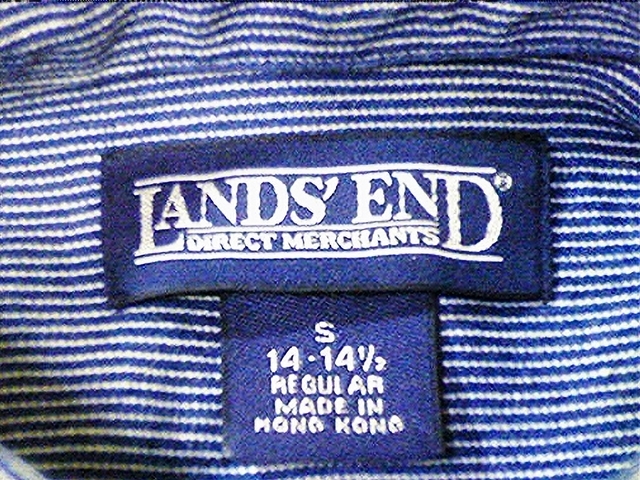 LANDS' END®
DIRECT MERCHANTS
S
14-14½
REGULAR
MADE IN
HONG KONG